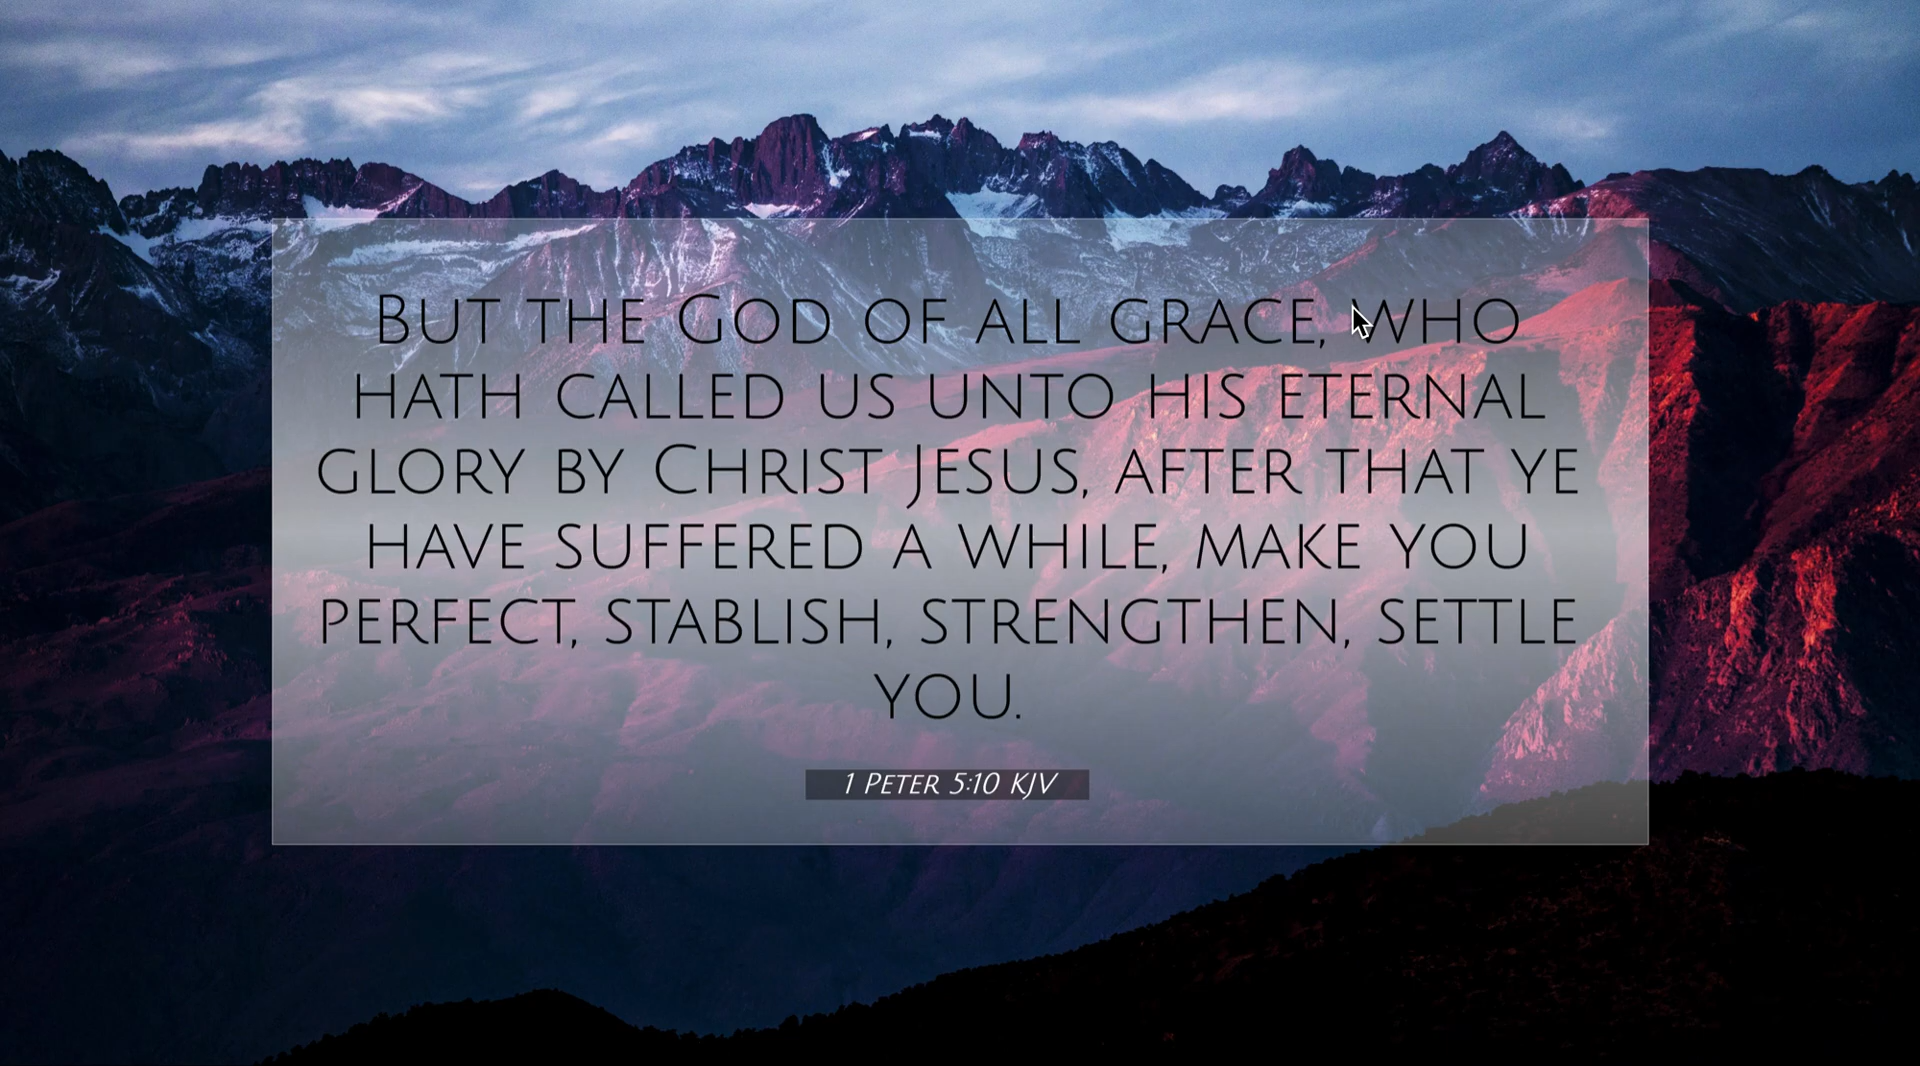 But the God of all grace, who
hath called us unto his eternal
glory by Christ Jesus, after that ye
have suffered a while, make you
perfect, stablish, strengthen, settle
you.
1 Peter 5:10 KJV